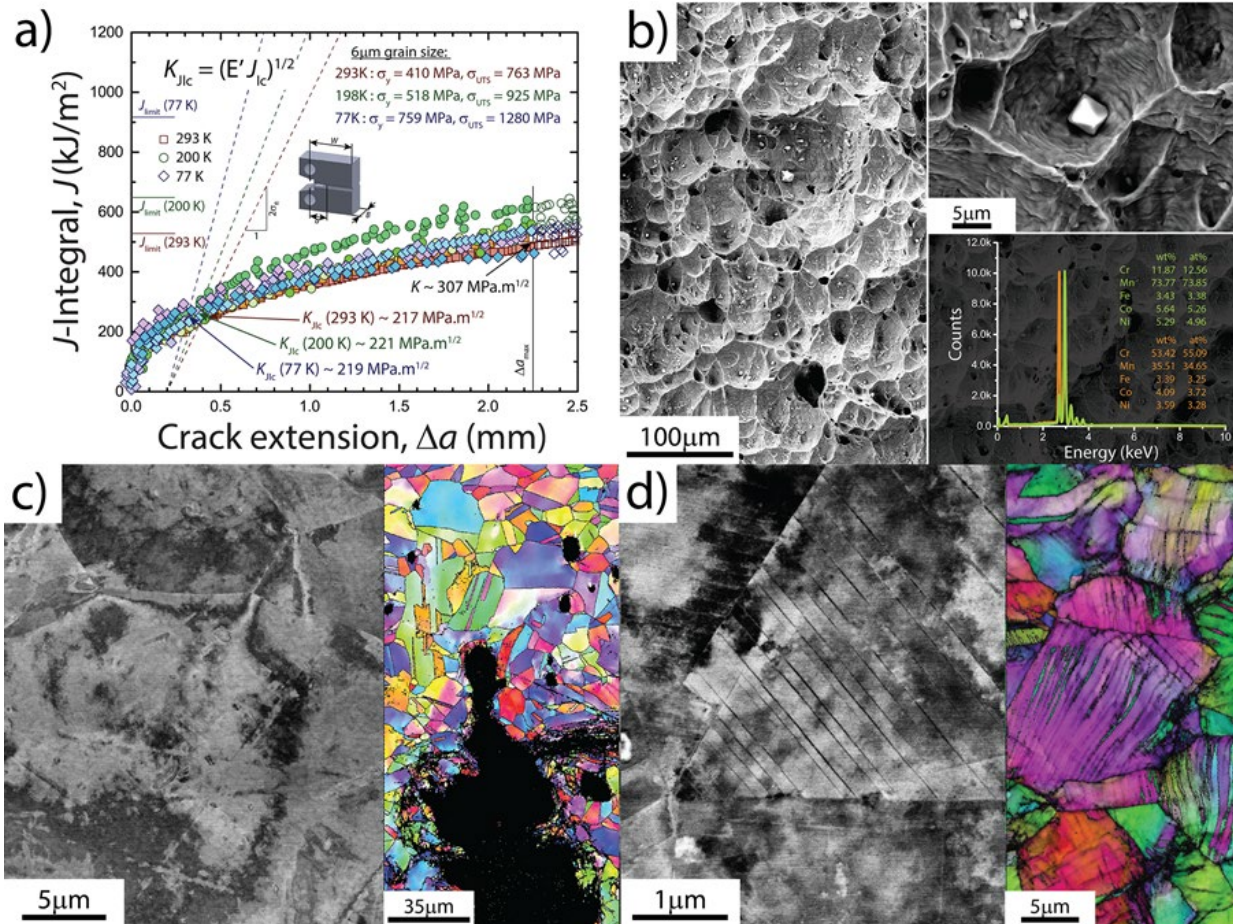 a)
1200
1000
800
600
400
200
0
0.0
0.5
1.0
1.5
2.0
2.5
J-Integral, J (kJ/m²)
Crack extension, Δa (mm)
K_JIc = (E' J_Ic)^1/2
6μm grain size:
293K : σ_y = 410 MPa, σ_UTS = 763 MPa
198K : σ_y = 518 MPa, σ_UTS = 925 MPa
77K : σ_y = 759 MPa, σ_UTS = 1280 MPa
J_limit (77 K)
293 K
200 K
77 K
J_limit (200 K)
J_limit (293 K)
W
B
2σ_o
1
K ~ 307 MPa.m^1/2
K_JIc (293 K) ~ 217 MPa.m^1/2
K_JIc (200 K) ~ 221 MPa.m^1/2
K_JIc (77 K) ~ 219 MPa.m^1/2
Δa_max
b)
100μm
5μm
12.0k
10.0k
8.0k
6.0k
4.0k
2.0k
0.0
0
2
4
6
8
10
Counts
Energy (keV)
wt% at%
Cr 11.87 12.56
Mn 73.77 73.85
Fe 3.43 3.38
Co 5.64 5.26
Ni 5.29 4.96
wt% at%
Cr 53.42 55.09
Mn 35.51 34.65
Fe 3.39 3.25
Co 4.09 3.72
Ni 3.59 3.28
c)
5μm
35μm
d)
1μm
5μm